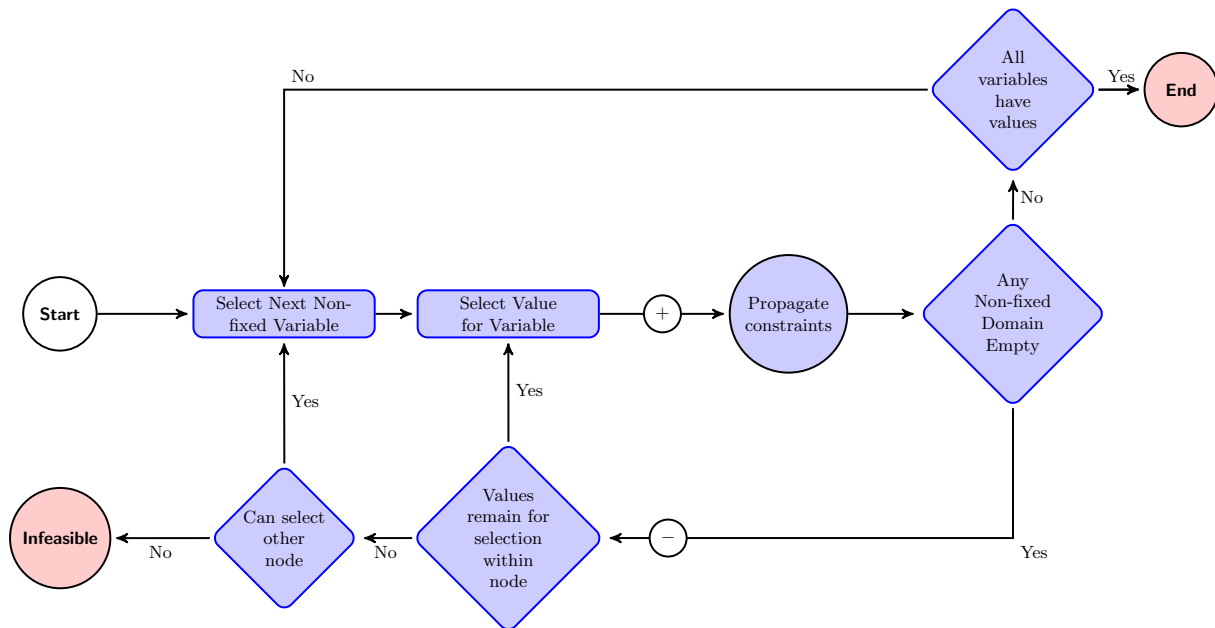 All
variables
have
values
Yes
End
No
No
Start
Select Next Non-
fixed Variable
Select Value
for Variable
+
Propagate
constraints
Any
Non-fixed
Domain
Empty
Yes
Yes
Infeasible
No
Can select
other
node
No
Values
remain for
selection
within
node
−
Yes